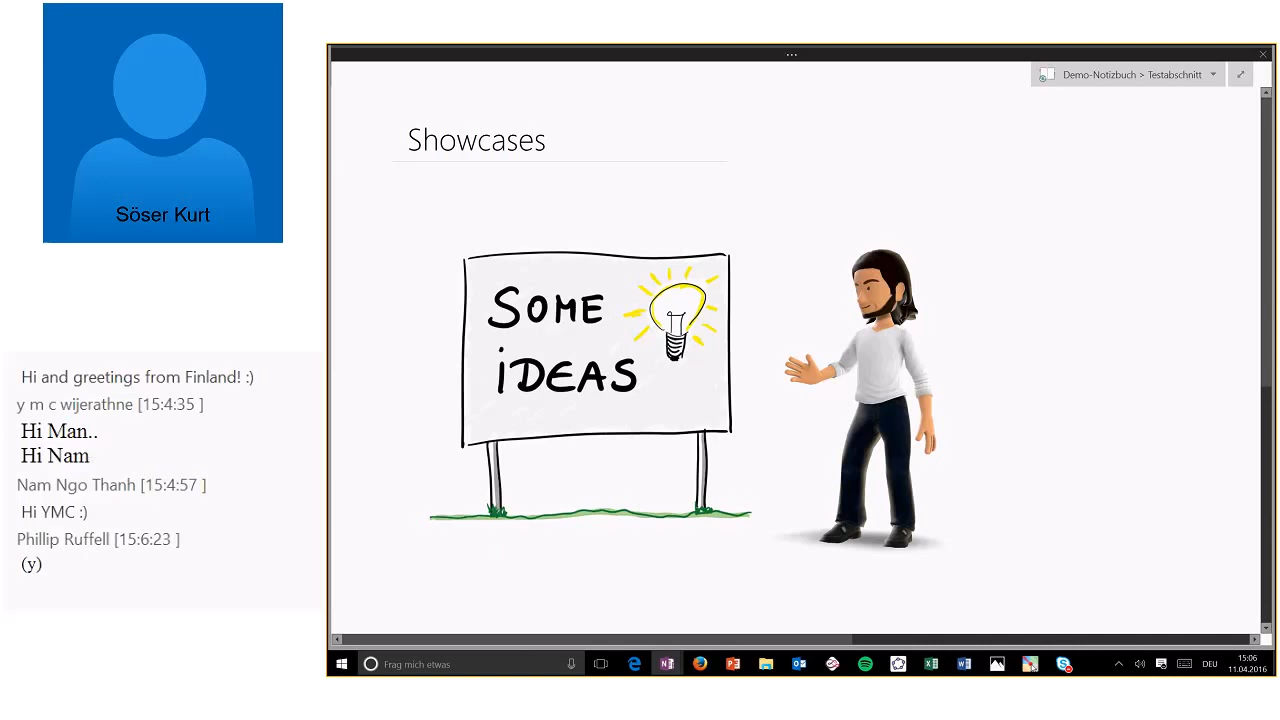 Söser Kurt
Hi and greetings from Finland! :)
y m c wijerathne [15:4:35 ]
Hi Man..
Hi Nam
Nam Ngo Thanh [15:4:57 ]
Hi YMC :)
Phillip Ruffell [15:6:23 ]
(y)
Demo-Notizbuch > Testabschnitt
Showcases
SOME
iDEAS
Frag mich etwas
DEU
15:06
11.04.2016